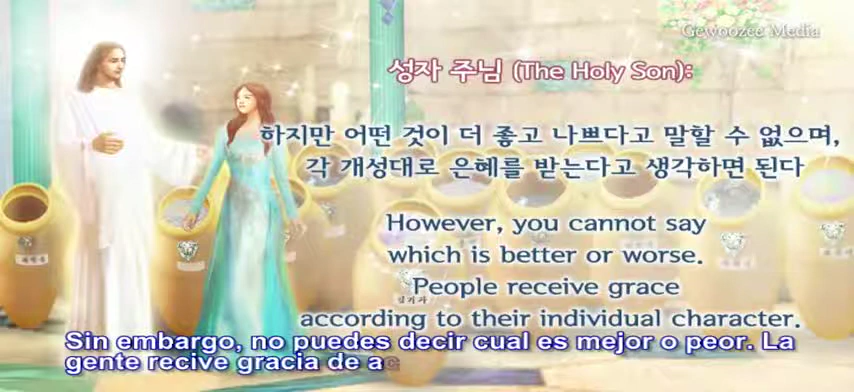 Gewoozee Media
성자 주님 (The Holy Son):
하지만 어떤 것이 더 좋고 나쁘다고 말할 수 없으며,
각 개성대로 은혜를 받는다고 생각하면 된다
However, you cannot say
which is better or worse.
People receive grace
according to their individual character.
Sin embargo, no puedes decir cual es mejor o peor. La
gente recive gracia de ac